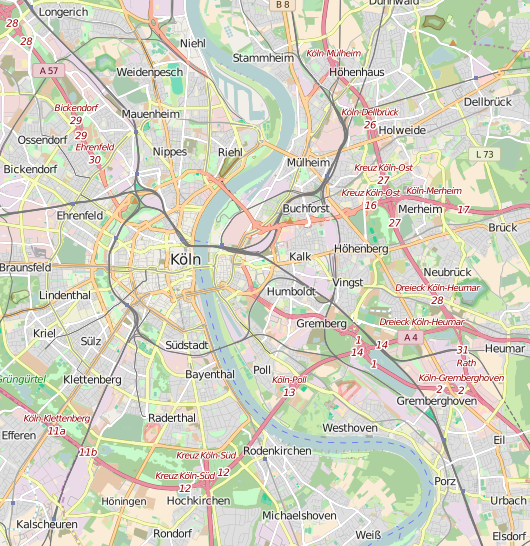 Longerich
B 8
Dünnwald
28
Niehl
28
Stammheim
Köln-Mülheim
A 57
Weidenpesch
Höhenhaus
Bickendorf
29
Mauenheim
Köln-Dellbrück
26
Dellbrück
29
Holweide
Ossendorf
Ehrenfeld
30
Nippes
Riehl
L 73
Bickendorf
Mülheim
Kreuz Köln-Ost
27
Kreuz Köln-Ost
16
Köln-Merheim
17
Buchforst
Merheim
Ehrenfeld
27
Brück
Höhenberg
Köln
Kalk
Braunsfeld
Neubrück
Vingst
Dreieck Köln-Heumar
28
Lindenthal
Humboldt
Gremberg
Dreieck Köln-Heumar
Kriel
Sülz
1
A 4
Südstadt
14
14
31
Heumar
1
Rath
Poll
Grüngürtel
Klettenberg
Bayenthal
Köln-Poll
13
Köln-Gremberghoven
2
2
Gremberghoven
Köln-Klettenberg
11a
Raderthal
Westhoven
Efferen
Eil
11b
Kreuz Köln-Süd
12
Rodenkirchen
Kreuz Köln-Süd
12
Porz
Höningen
Hochkirchen
Urbach
Michaelshoven
Kalscheuren
Rondorf
Weiß
Elsdorf